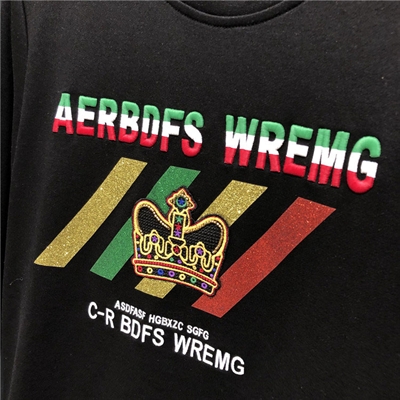 AERBDFS WREMG
ASDFASF HGBXZC SGFG
C-R BDFS WREMG